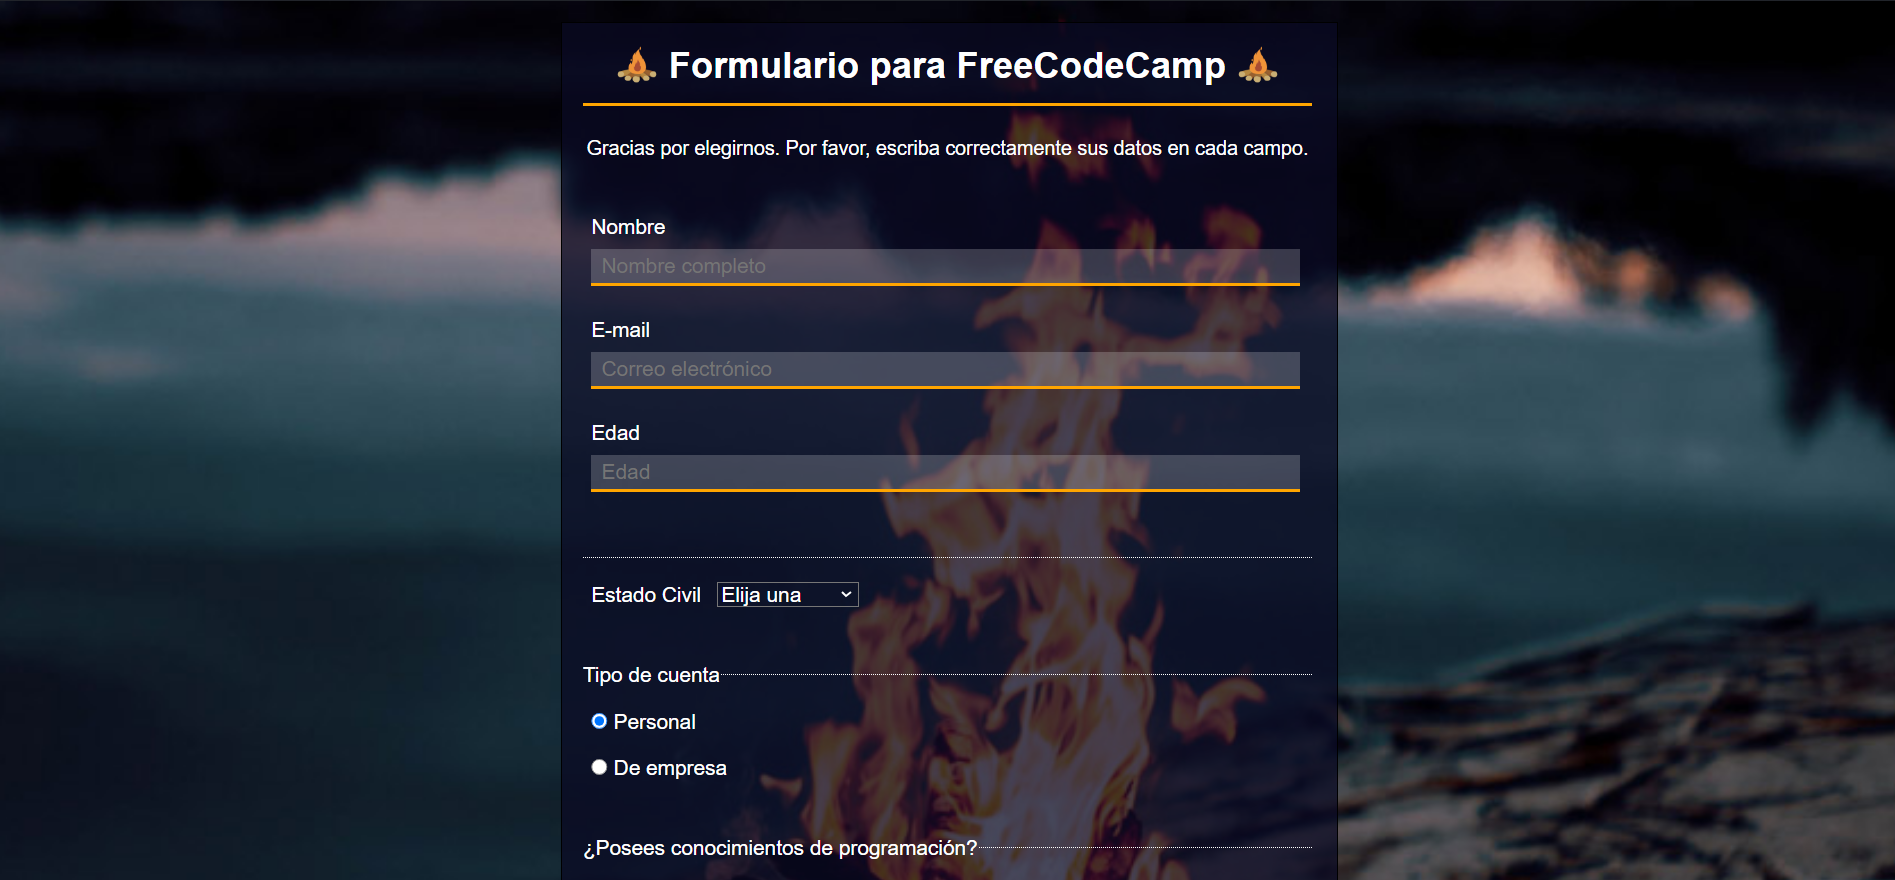 Formulario para FreeCodeCamp
Gracias por elegirnos. Por favor, escriba correctamente sus datos en cada campo.
Nombre
Nombre completo
E-mail
Correo electrónico
Edad
Edad
Estado Civil Elija una
Tipo de cuenta
Personal
De empresa
¿Posees conocimientos de programación?